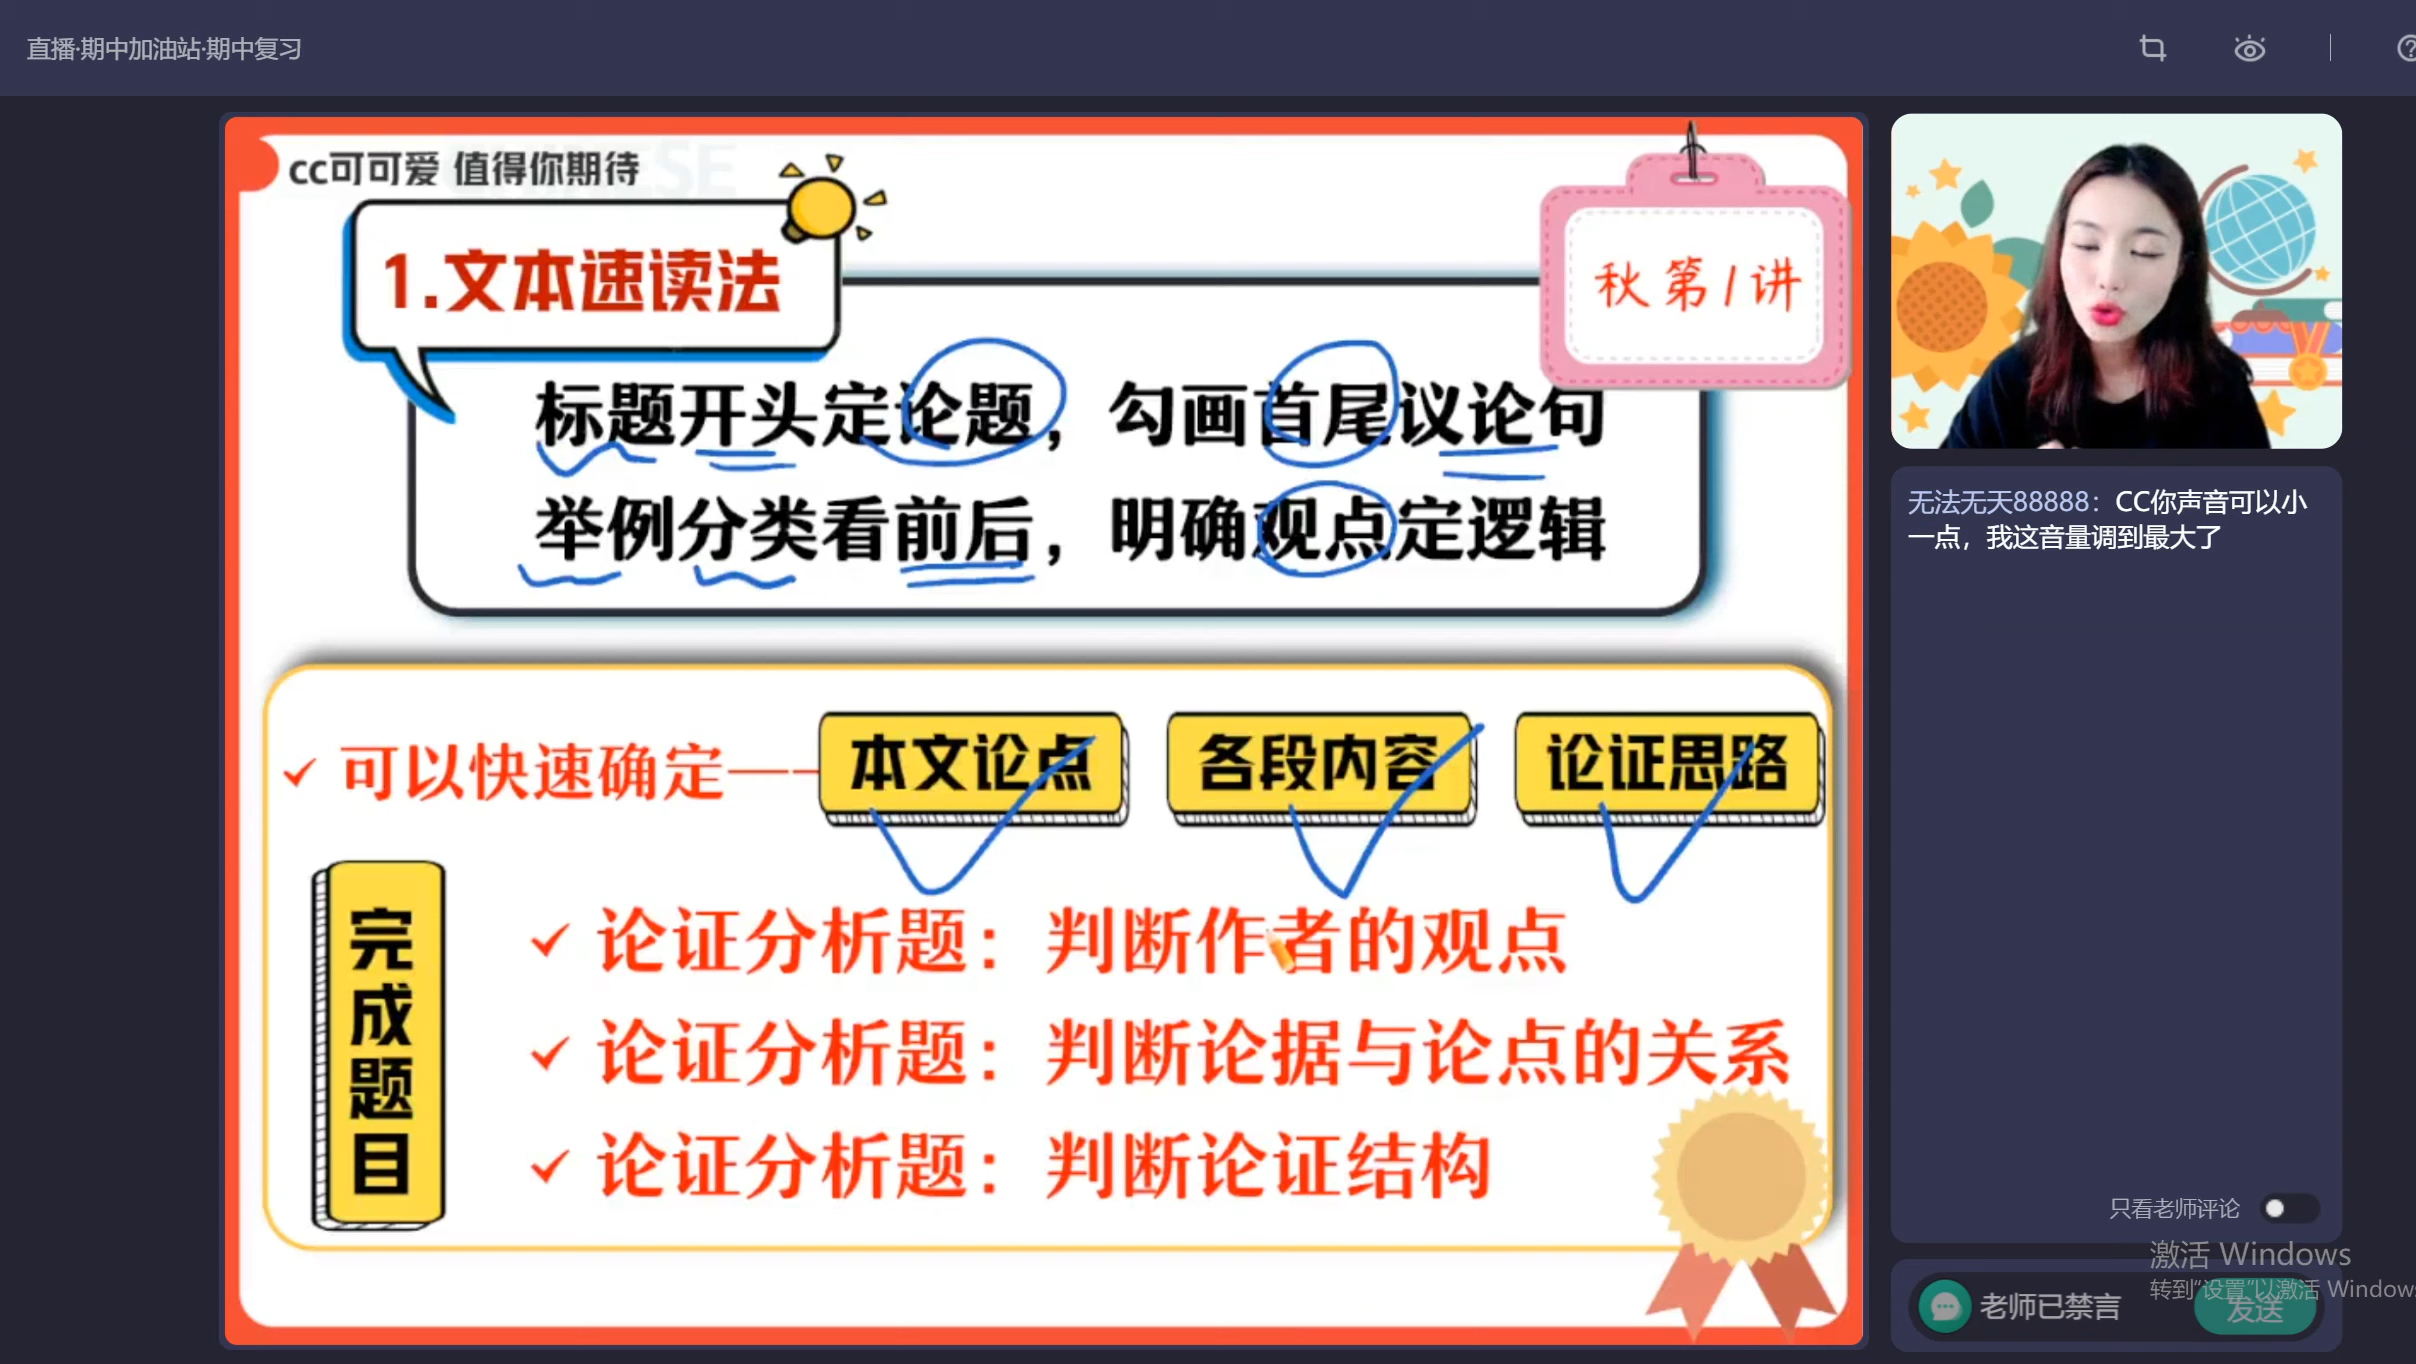 直播·期中加油站·期中复习
cc可可爱 值得你期待
1.文本速读法
秋第1讲
标题开头定论题，勾画首尾议论句
举例分类看前后，明确观点定逻辑
✓ 可以快速确定——
本文论点
各段内容
论证思路
完成题目
✓ 论证分析题：判断作者的观点
✓ 论证分析题：判断论据与论点的关系
✓ 论证分析题：判断论证结构
无法无天88888：CC你声音可以小
一点，我这音量调到最大了
只看老师评论
激活 Windows
转到"设置"以激活 Windows
老师已禁言
发送